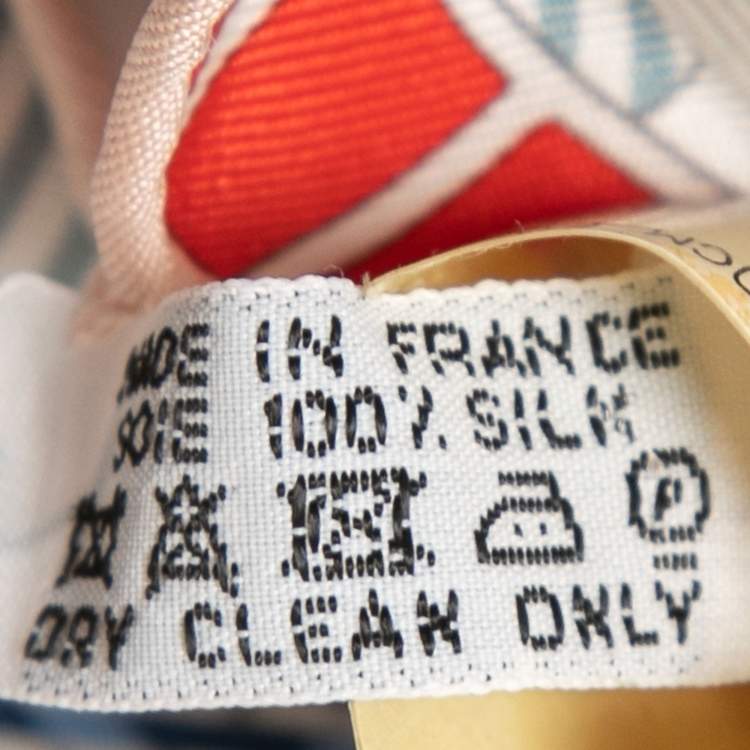 MADE IN FRANCE
SOIE 100% SILK
P
DRY CLEAN ONLY